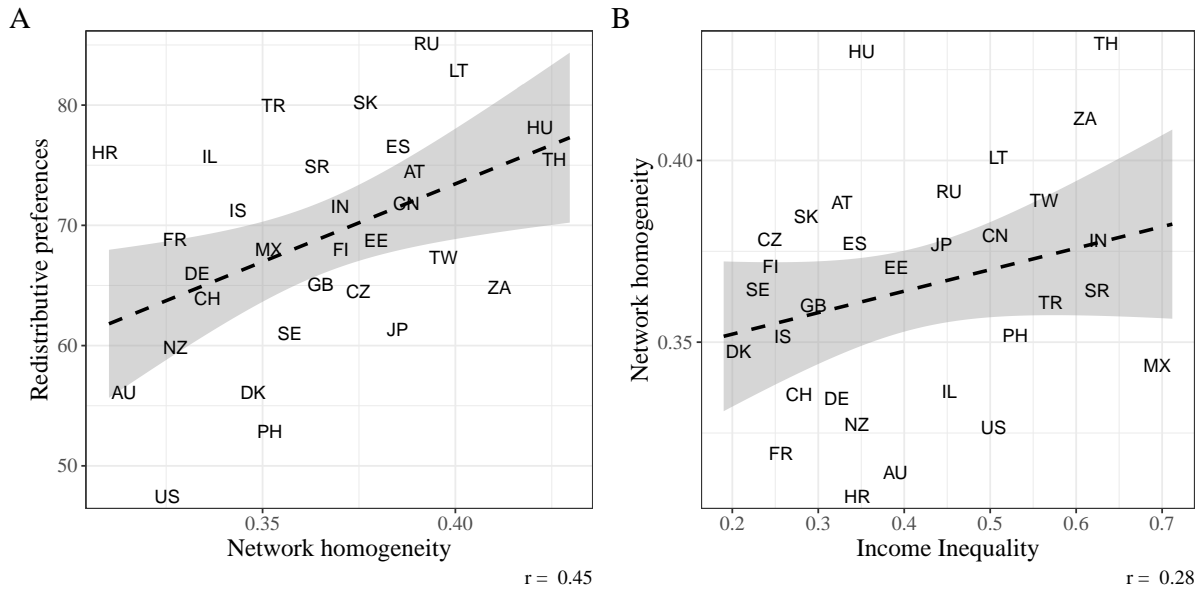 A
Redistributive preferences
80
70
60
50
RU
LT
TR
SK
HU
HR
IL
SR
ES
AT
TH
IS
IN
CN
FR
MX
FI
EE
TW
DE
CH
GB
CZ
ZA
NZ
SE
JP
AU
DK
PH
US
0.35
0.40
Network homogeneity
r = 0.45
B
Network homogeneity
0.40
0.35
HU
TH
ZA
LT
RU
AT
TW
SK
CZ
ES
JP
CN
IN
FI
EE
SE
GB
SR
TR
IS
PH
DK
MX
CH
DE
IL
NZ
US
FR
AU
HR
0.2
0.3
0.4
0.5
0.6
0.7
Income Inequality
r = 0.28